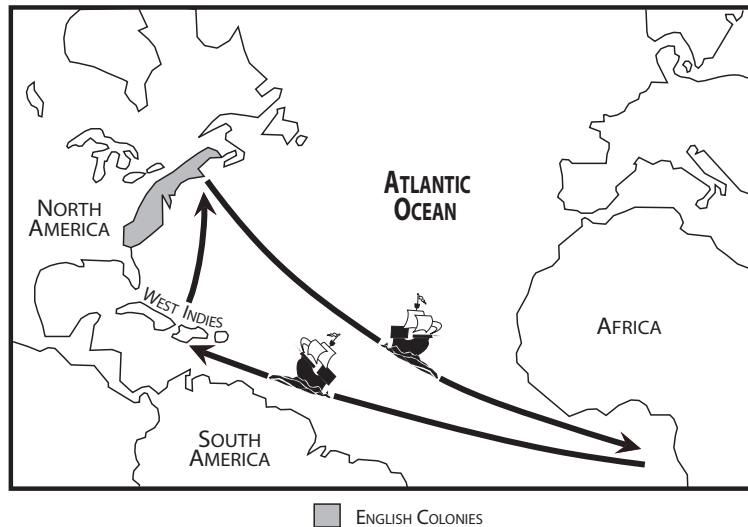 ATLANTIC
OCEAN
NORTH
AMERICA
WEST INDIES
AFRICA
SOUTH
AMERICA
ENGLISH COLONIES